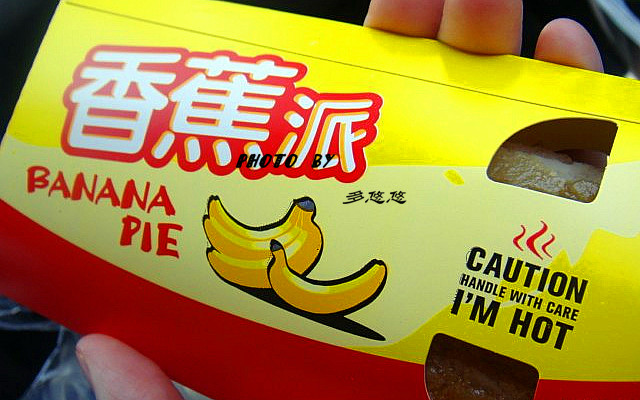 香蕉派
PHOTO BY
多悠悠
BANANA
PIE
CAUTION
HANDLE WITH CARE
I'M HOT